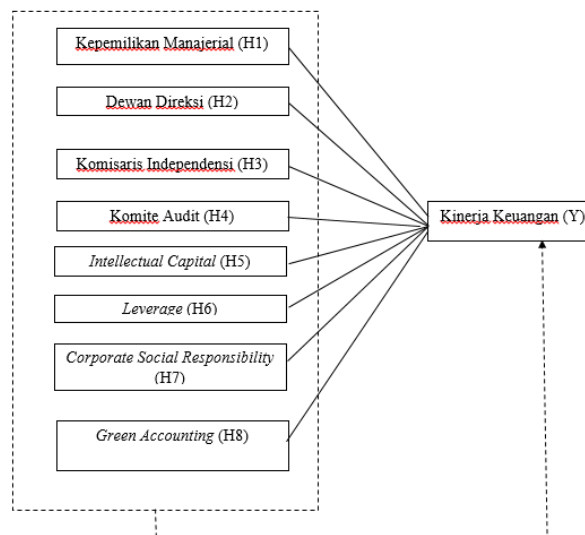 Kepemilikan Manajerial (H1)
Dewan Direksi (H2)
Komisaris Independensi (H3)
Komite Audit (H4)
Intellectual Capital (H5)
Leverage (H6)
Corporate Social Responsibility
(H7)
Green Accounting (H8)
Kinerja Keuangan (Y)